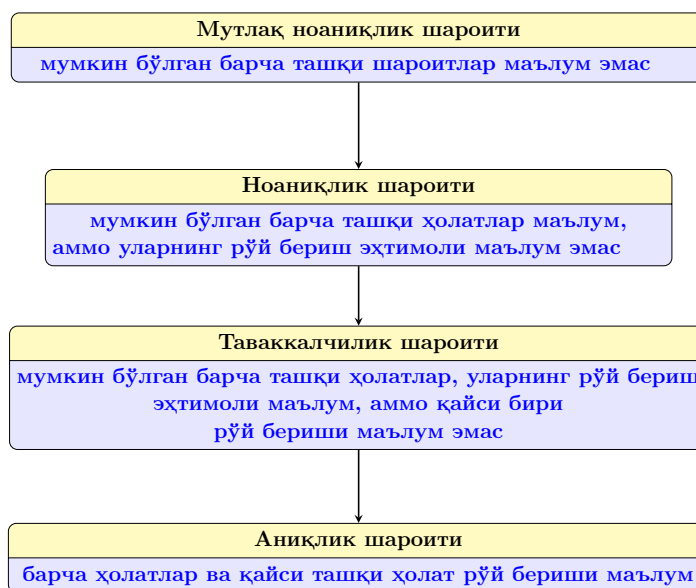 Мутлақ ноаниқлик шароити
мумкин бўлган барча ташқи шароитлар маълум эмас
Ноаниқлик шароити
мумкин бўлган барча ташқи ҳолатлар маълум,
аммо уларнинг рўй бериш эҳтимоли маълум эмас
Таваккалчилик шароити
мумкин бўлган барча ташқи ҳолатлар, уларнинг рўй бериш
эҳтимоли маълум, аммо қайси бири
рўй бериши маълум эмас
Аниқлик шароити
барча ҳолатлар ва қайси ташқи ҳолат рўй бериши маълум